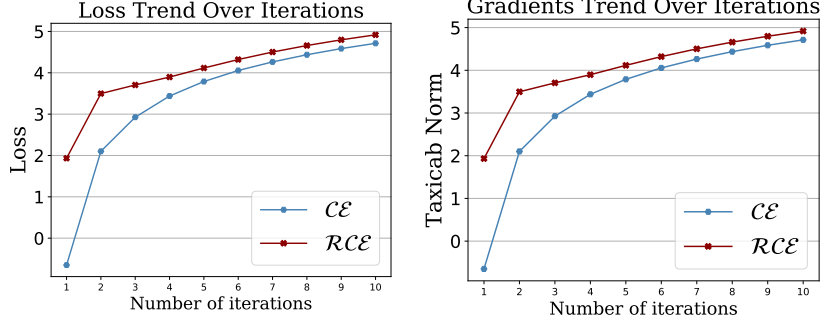 Loss Trend Over Iterations
5
4
3
2
1
0
Loss
CE
RCE
1 2 3 4 5 6 7 8 9 10
Number of iterations
Gradients Trend Over Iterations
5
4
3
2
1
0
Taxicab Norm
CE
RCE
1 2 3 4 5 6 7 8 9 10
Number of iterations